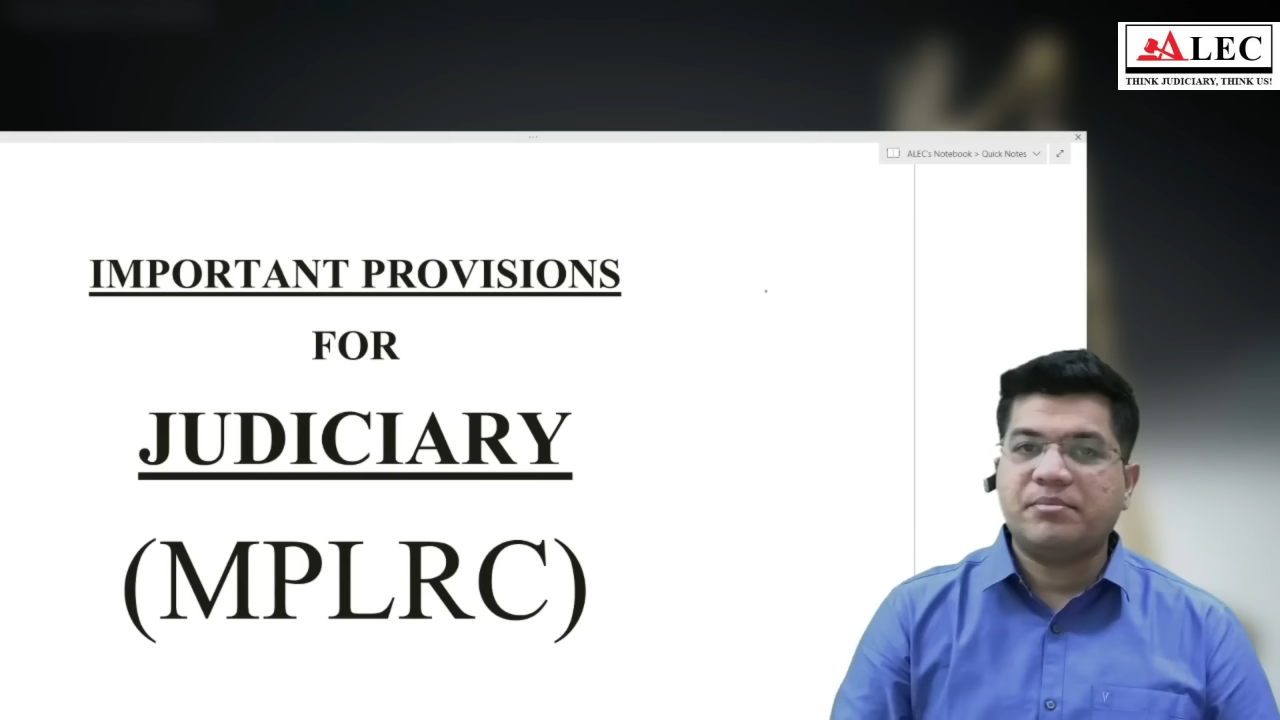 ALEC
THINK JUDICIARY, THINK US!
ALEC's Notebook > Quick Notes
IMPORTANT PROVISIONS
FOR
JUDICIARY
(MPLRC)
V